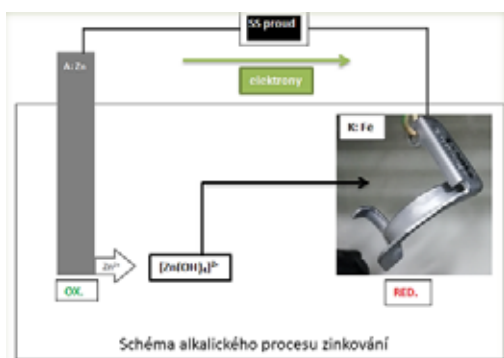 SS proud
A: Zn
elektrony
K: Fe
Zn²⁺
[Zn(OH)₄]²⁻
OX.
RED.
Schéma alkalického procesu zinkování